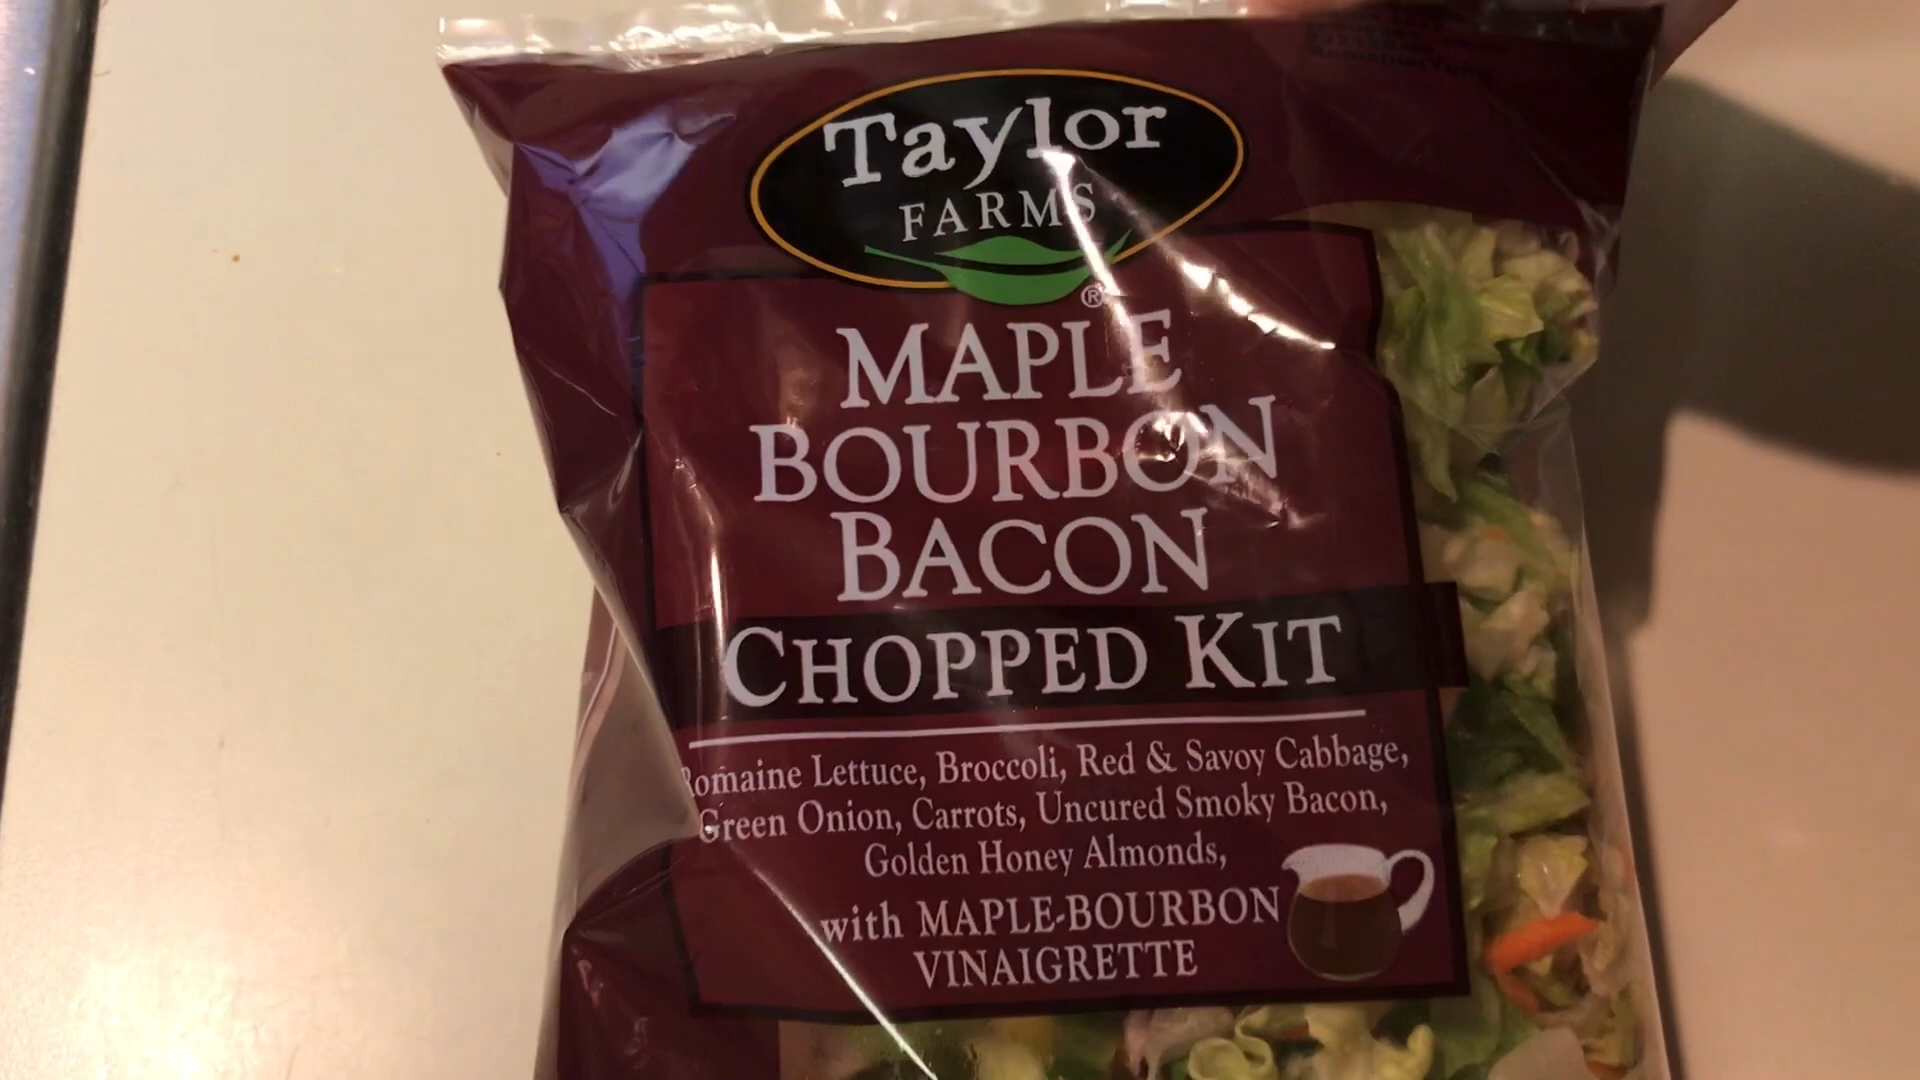 Taylor
FARMS
®
MAPLE
BOURBON
BACON
CHOPPED KIT
Romaine Lettuce, Broccoli, Red & Savoy Cabbage,
Green Onion, Carrots, Uncured Smoky Bacon,
Golden Honey Almonds,
with MAPLE-BOURBON
VINAIGRETTE